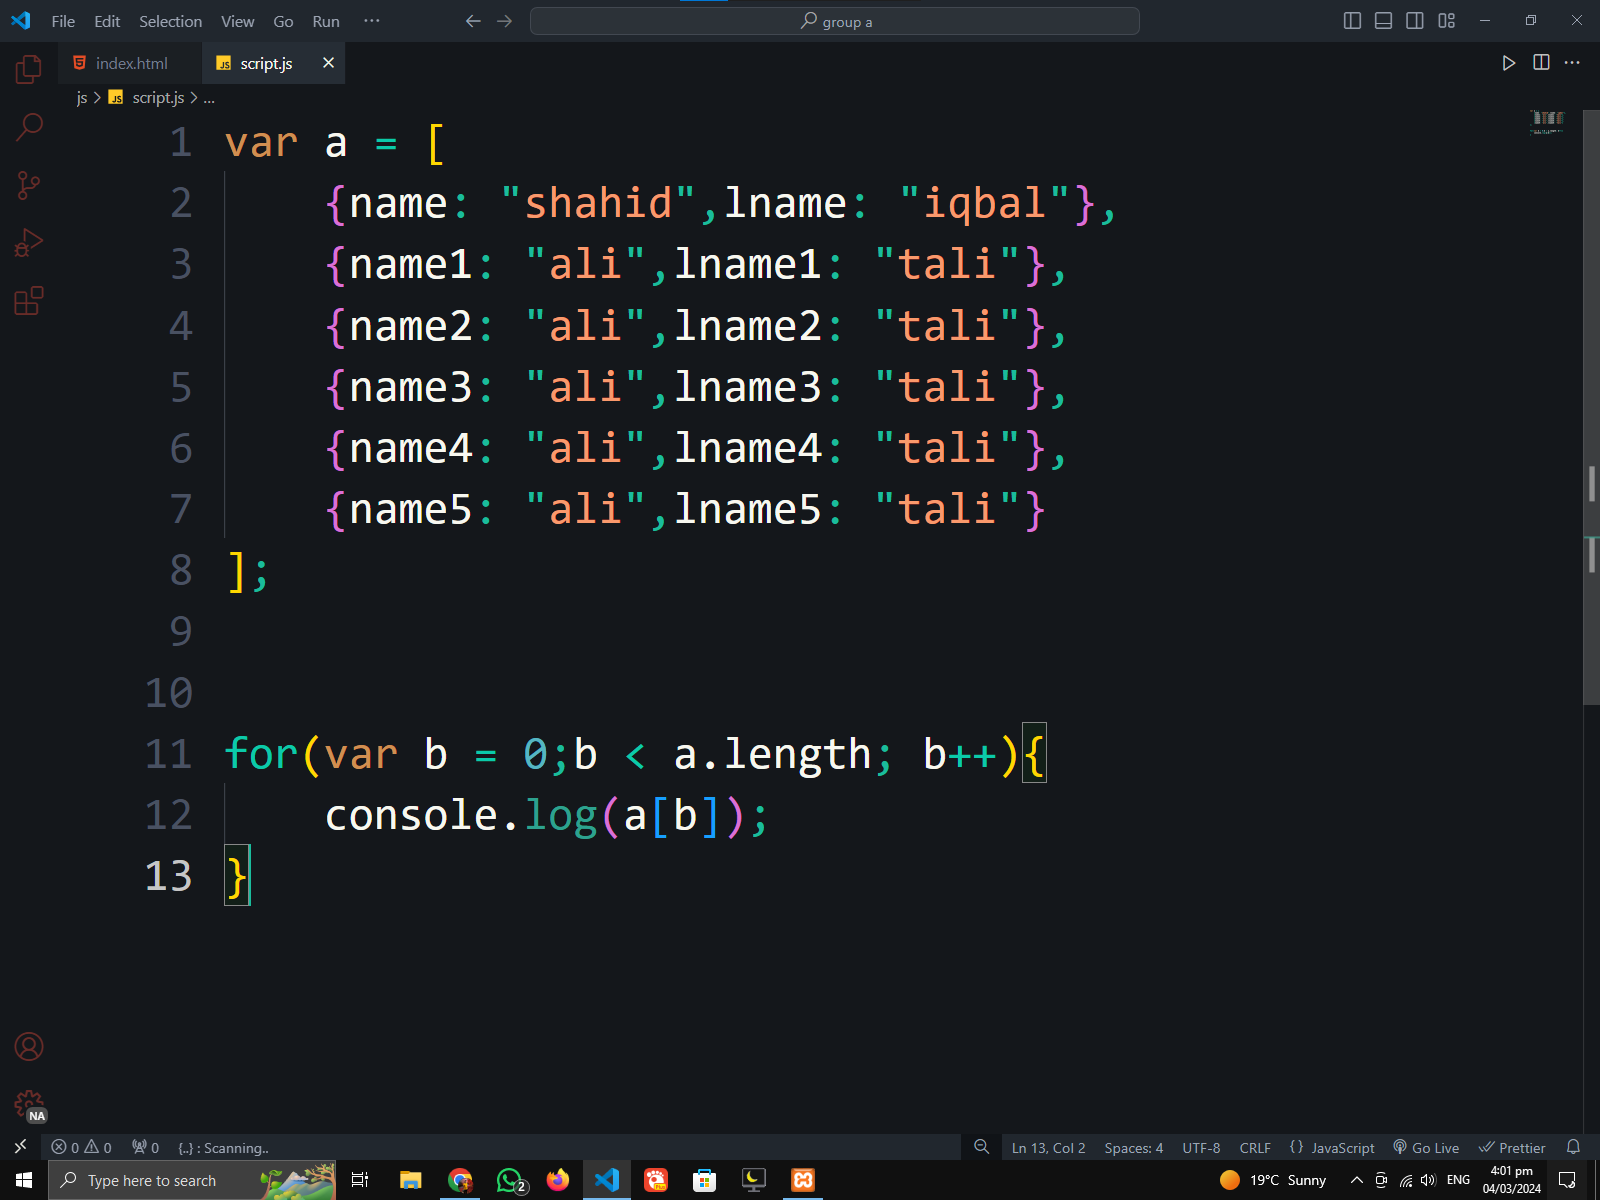 File Edit Selection View Go Run ··· group a
index.html script.js
js > script.js > ...
1 var a = [
2 {name: "shahid",lname: "iqbal"},
3 {name1: "ali",lname1: "tali"},
4 {name2: "ali",lname2: "tali"},
5 {name3: "ali",lname3: "tali"},
6 {name4: "ali",lname4: "tali"},
7 {name5: "ali",lname5: "tali"}
8 ];
9
10
11 for(var b = 0;b < a.length; b++){
12 console.log(a[b]);
13 }
NA
0 0 0 {..} : Scanning.. Ln 13, Col 2 Spaces: 4 UTF-8 CRLF {} JavaScript Go Live Prettier
Type here to search 2 19°C Sunny ENG 4:01 pm
04/03/2024